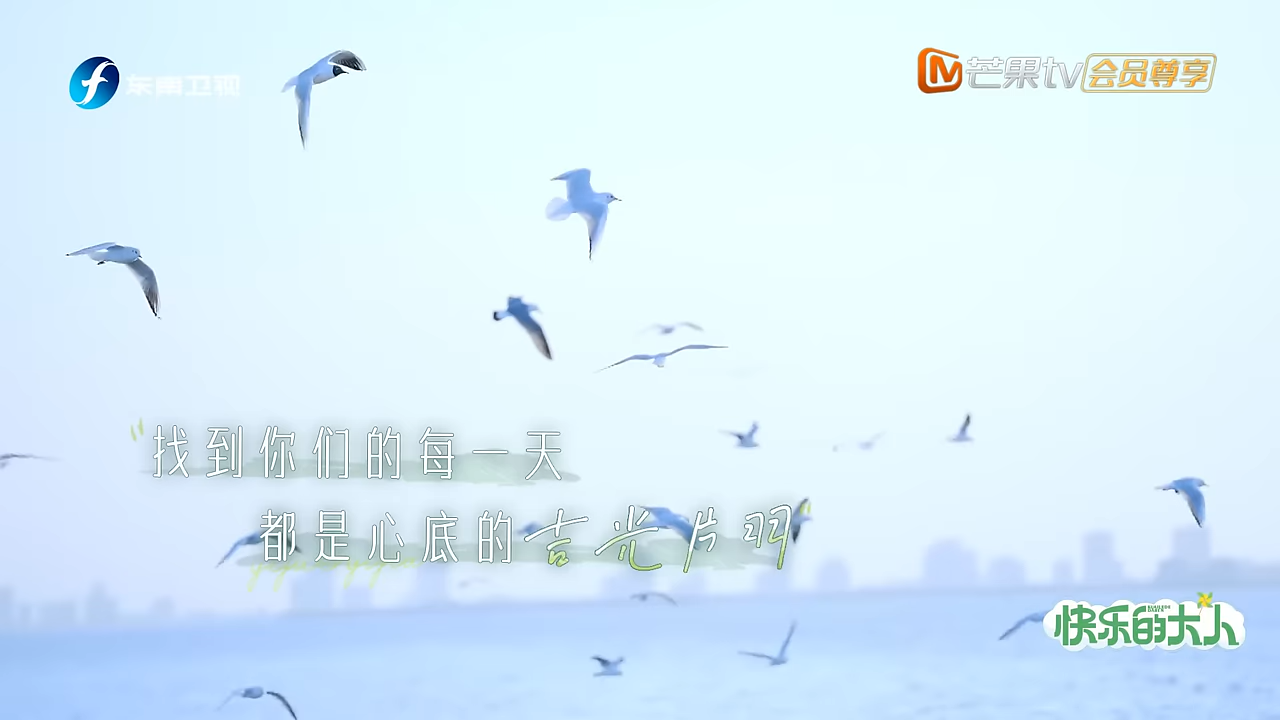 东南卫视
芒果tv会员尊享
"找到你们的每一天
都是心底的吉光片羽
快乐的大人